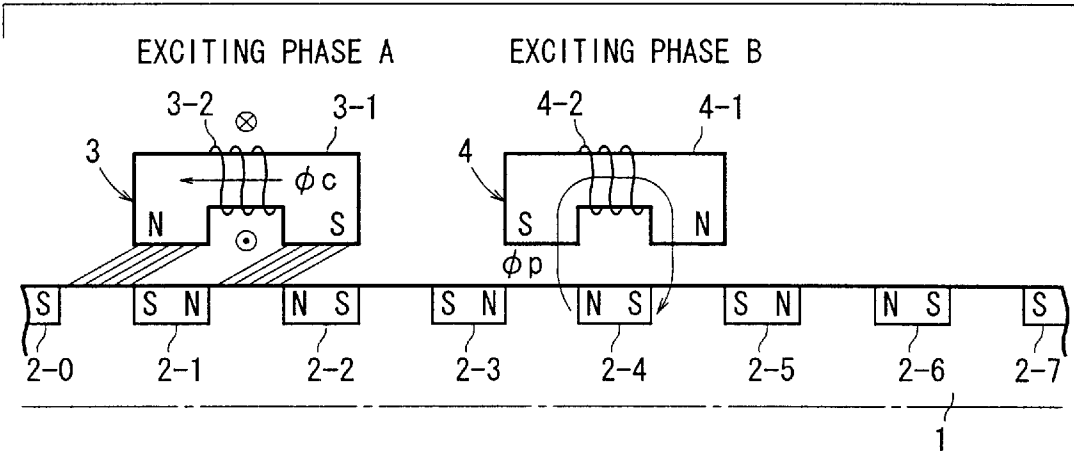 EXCITING PHASE A EXCITING PHASE B
3-2 3-1 4-2 4-1
3 ϕc 4
N S S N
ϕp
S S N N S S N N S S N N S S
2-0 2-1 2-2 2-3 2-4 2-5 2-6 2-7
1